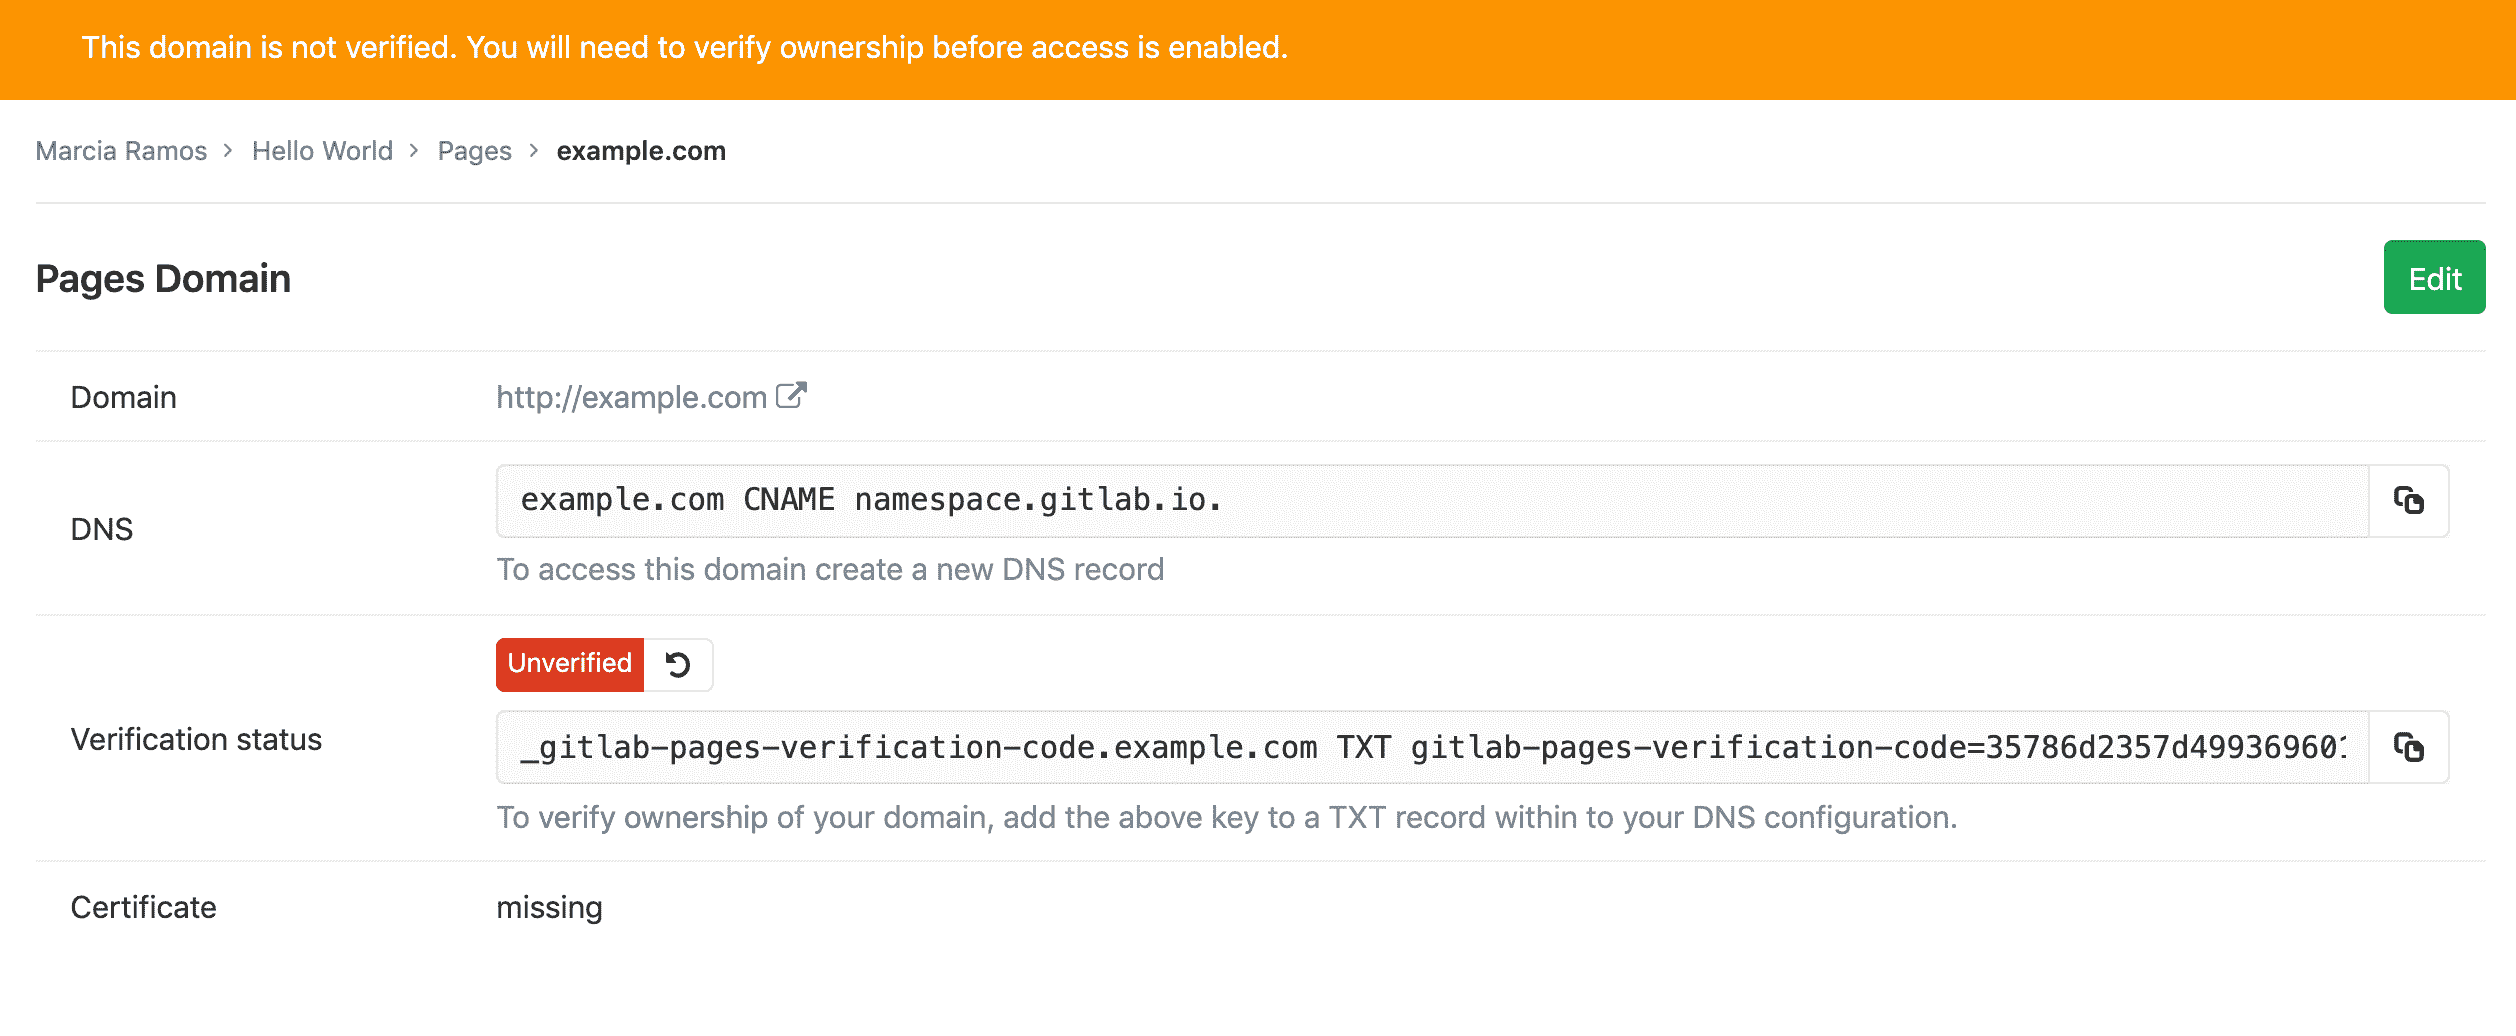 This domain is not verified. You will need to verify ownership before access is enabled.
Marcia Ramos > Hello World > Pages > example.com
Pages Domain
Edit
Domain
http://example.com
DNS
example.com CNAME namespace.gitlab.io.
To access this domain create a new DNS record
Unverified
Verification status
_gitlab-pages-verification-code.example.com TXT gitlab-pages-verification-code=35786d2357d49936960
To verify ownership of your domain, add the above key to a TXT record within to your DNS configuration.
Certificate
missing